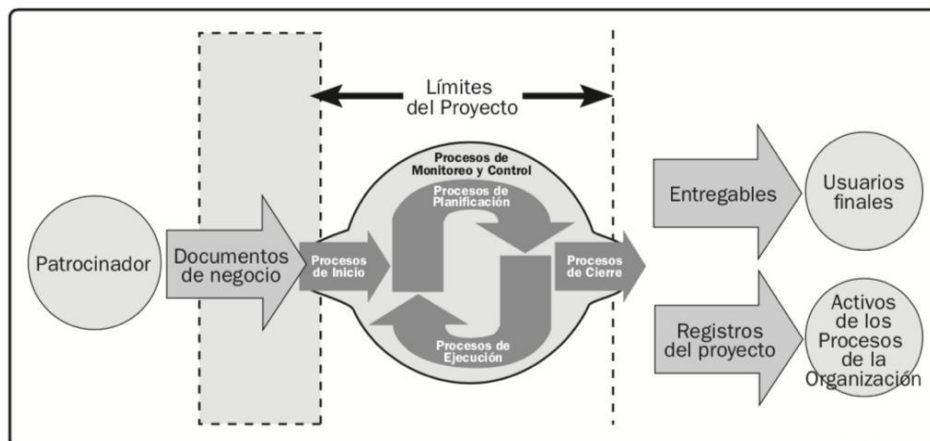 Límites
del Proyecto
Procesos de
Monitoreo y Control
Procesos de
Planificación
Patrocinador
Documentos
de negocio
Procesos
de Inicio
Procesos
de Cierre
Procesos de
Ejecución
Entregables
Usuarios
finales
Registros
del proyecto
Activos
de los
Procesos
de la
Organización